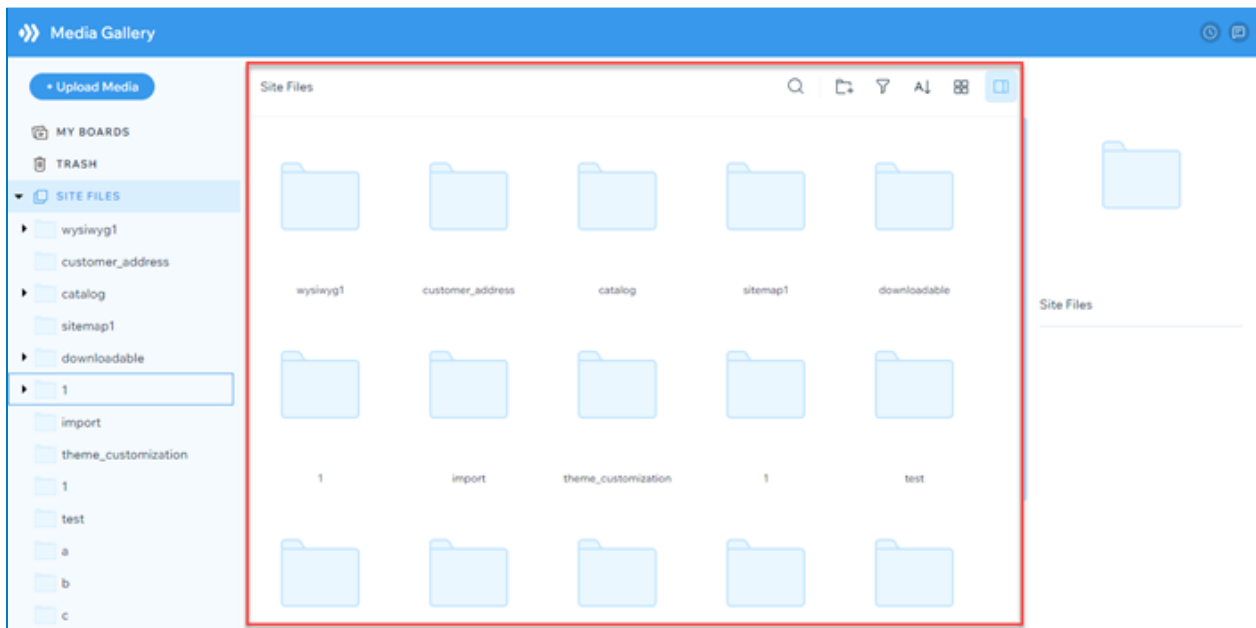 Media Gallery
+ Upload Media
MY BOARDS
TRASH
SITE FILES
wysiwyg1
customer_address
catalog
sitemap1
downloadable
1
import
theme_customization
1
test
a
b
c
Site Files
A
wysiwyg1 customer_address catalog sitemap1 downloadable
1 import theme_customization 1 test
Site Files